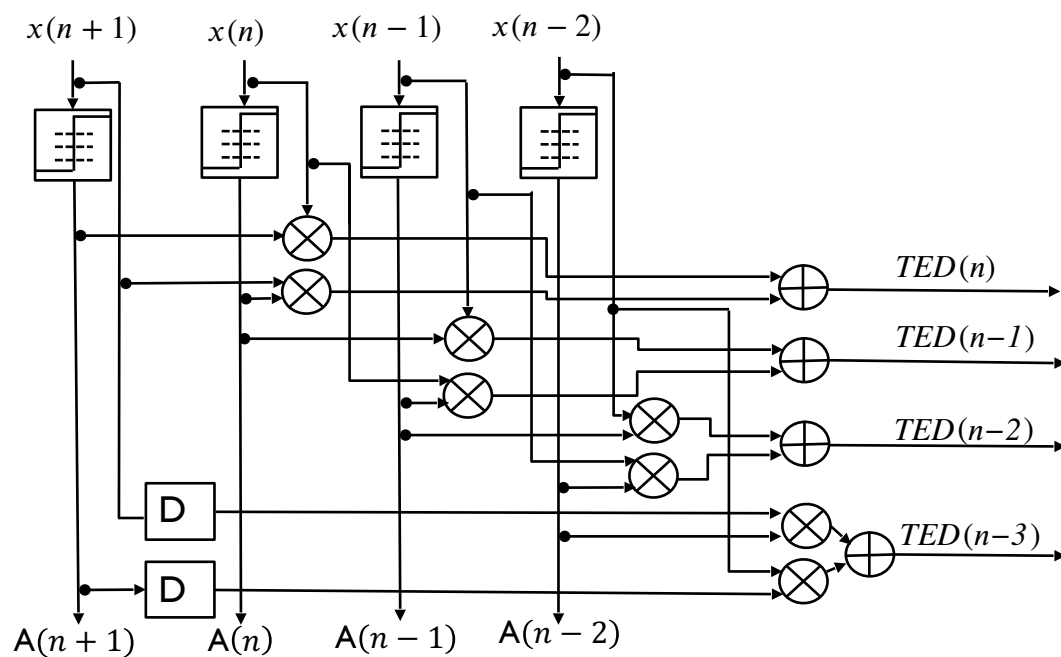 x(n + 1)
x(n)
x(n − 1)
x(n − 2)
TED(n)
TED(n−1)
TED(n−2)
D
TED(n−3)
D
A(n + 1)
A(n)
A(n − 1)
A(n − 2)